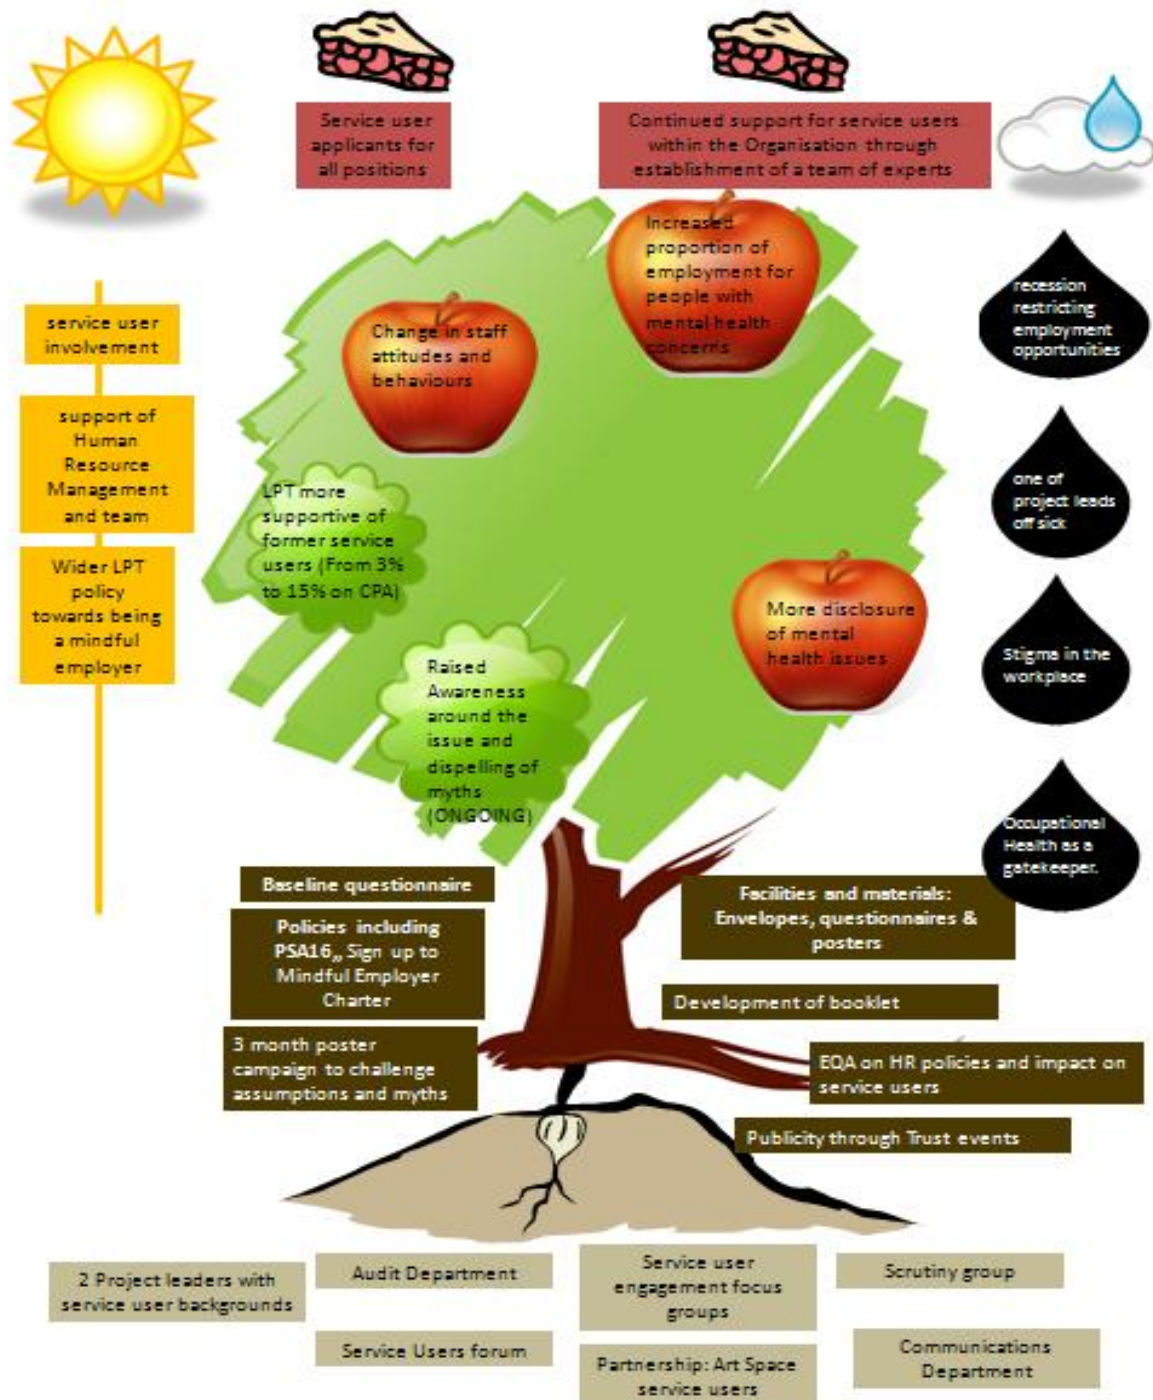 Service user
applicants for
all positions
Continued support for service users
within the Organisation through
establishment of a team of experts
service user
involvement
support of
Human
Resource
Management
and team
Wider LPT
policy
towards being
a mindful
employer
Increased
proportion of
employment for
people with
mental health
concerns
Change in staff
attitudes and
behaviours
LPT more
supportive of
former service
users (From 3%
to 15% on CPA)
More disclosure
of mental
health issues
Raised
Awareness
around the
issue and
dispelling of
myths
(ONGOING)
recession
restricting
employment
opportunities
one of
project leads
off sick
Stigma in the
workplace
Occupational
Health as a
gatekeeper.
Baseline questionnaire
Policies including
PSA16,, Sign up to
Mindful Employer
Charter
3 month poster
campaign to challenge
assumptions and myths
Facilities and materials:
Envelopes, questionnaires &
posters
Development of booklet
EQA on HR policies and impact on
service users
Publicity through Trust events
2 Project leaders with
service user backgrounds
Audit Department
Service Users forum
Service user
engagement focus
groups
Partnership: Art Space
service users
Scrutiny group
Communications
Department